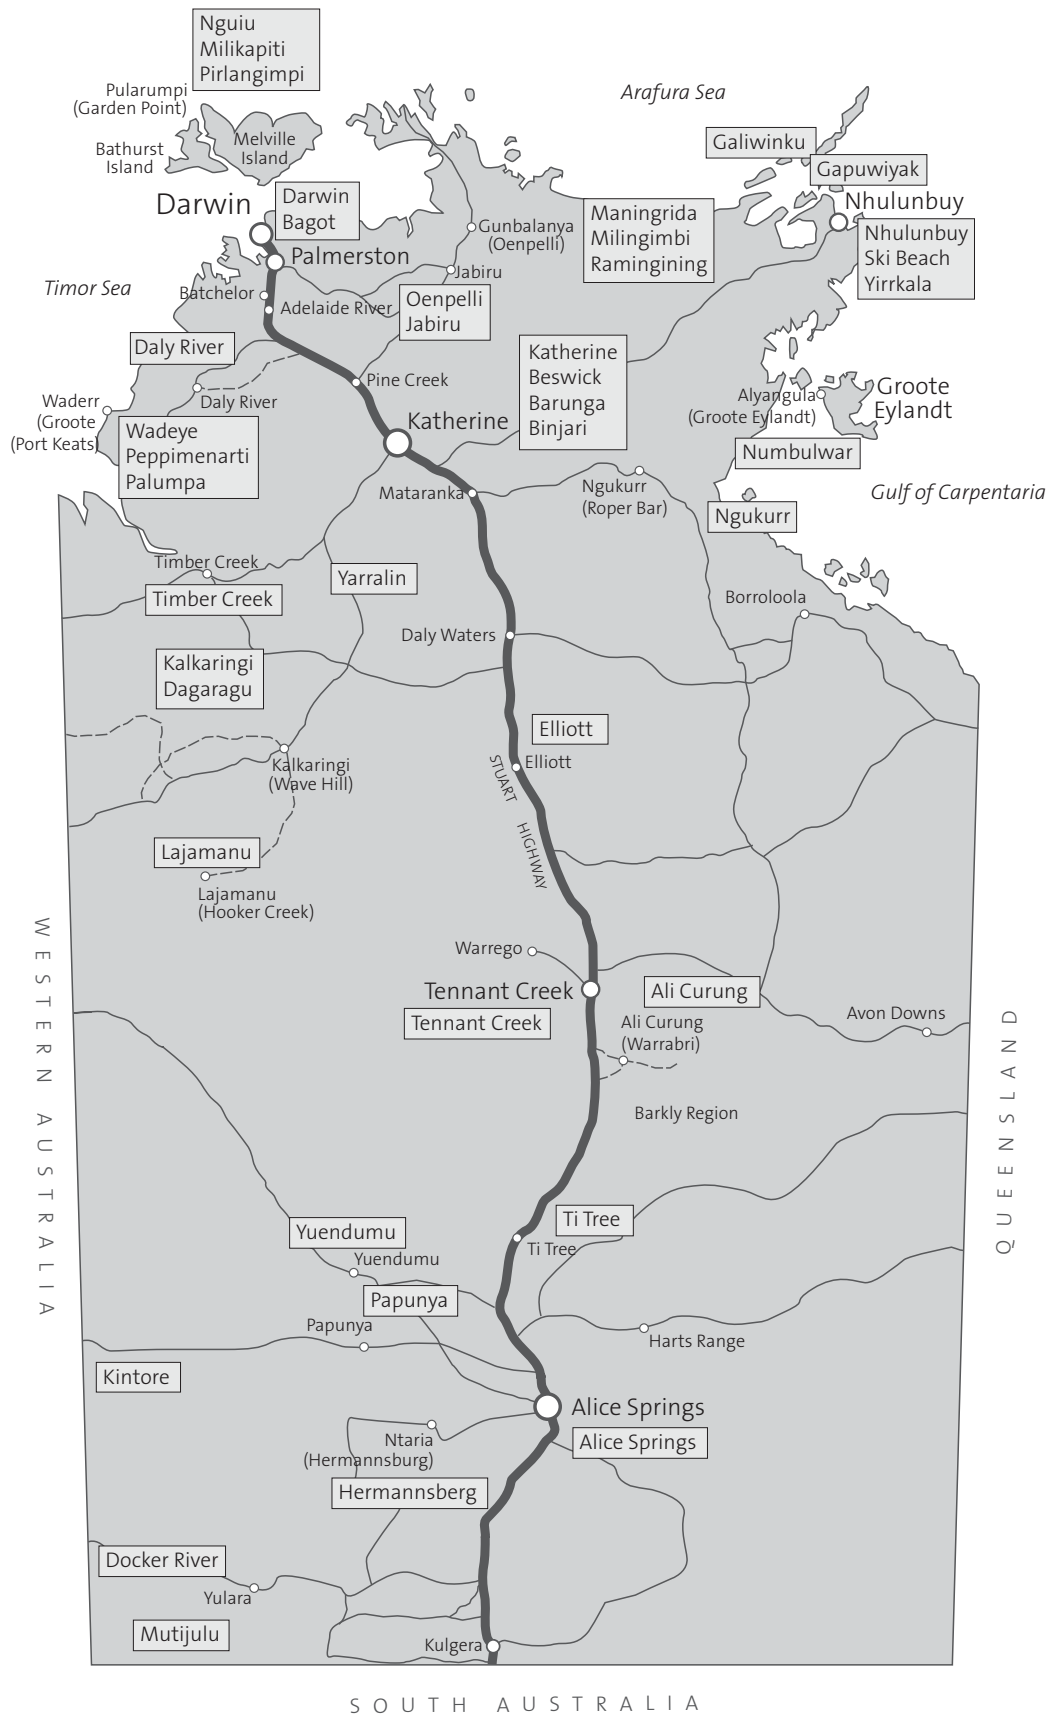 Nguiu
Milikapiti
Pirlangimpi
Pularumpi
(Garden Point)
Arafura Sea
Bathurst
Island
Melville
Island
Galiwinku
Gapuwiyak
Darwin
Darwin
Bagot
Nhulunbuy
Gunbalanya
(Oenpelli)
Maningrida
Milingimbi
Ramingining
Nhulunbuy
Ski Beach
Yirrkala
Palmerston
Jabiru
Timor Sea
Batchelor
Adelaide River
Oenpelli
Jabiru
Daly River
Katherine
Beswick
Barunga
Binjari
Pine Creek
Daly River
Waderr
(Groote
(Port Keats)
Alyangula
(Groote Eylandt)
Groote
Eylandt
Katherine
Wadeye
Peppimenarti
Palumpa
Numbulwar
Mataranka
Ngukurr
(Roper Bar)
Gulf of Carpentaria
Ngukurr
Timber Creek
Timber Creek
Yarralin
Borroloola
Daly Waters
Kalkaringi
Dagaragu
Elliott
Elliott
Kalkaringi
(Wave Hill)
STUART
HIGHWAY
Lajamanu
Lajamanu
(Hooker Creek)
WESTERN AUSTRALIA
Warrego
Tennant Creek
Tennant Creek
Ali Curung
Ali Curung
(Warrabri)
Avon Downs
QUEENSLAND
Barkly Region
Ti Tree
Ti Tree
Yuendumu
Yuendumu
Papunya
Papunya
Harts Range
Kintore
Alice Springs
Alice Springs
Ntaria
(Hermannsburg)
Hermannsberg
Docker River
Yulara
Mutijulu
Kulgera
SOUTH AUSTRALIA